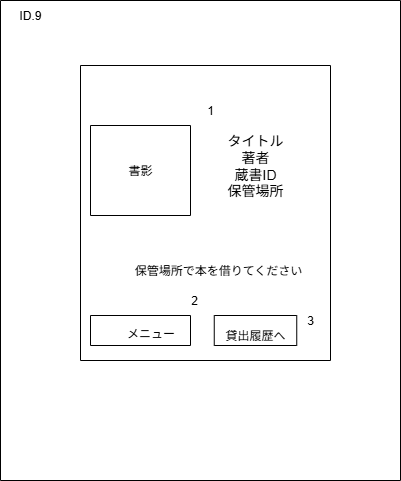 ID.9
1
書影
タイトル
著者
蔵書ID
保管場所
保管場所で本を借りてください
2
メニュー
貸出履歴へ
3